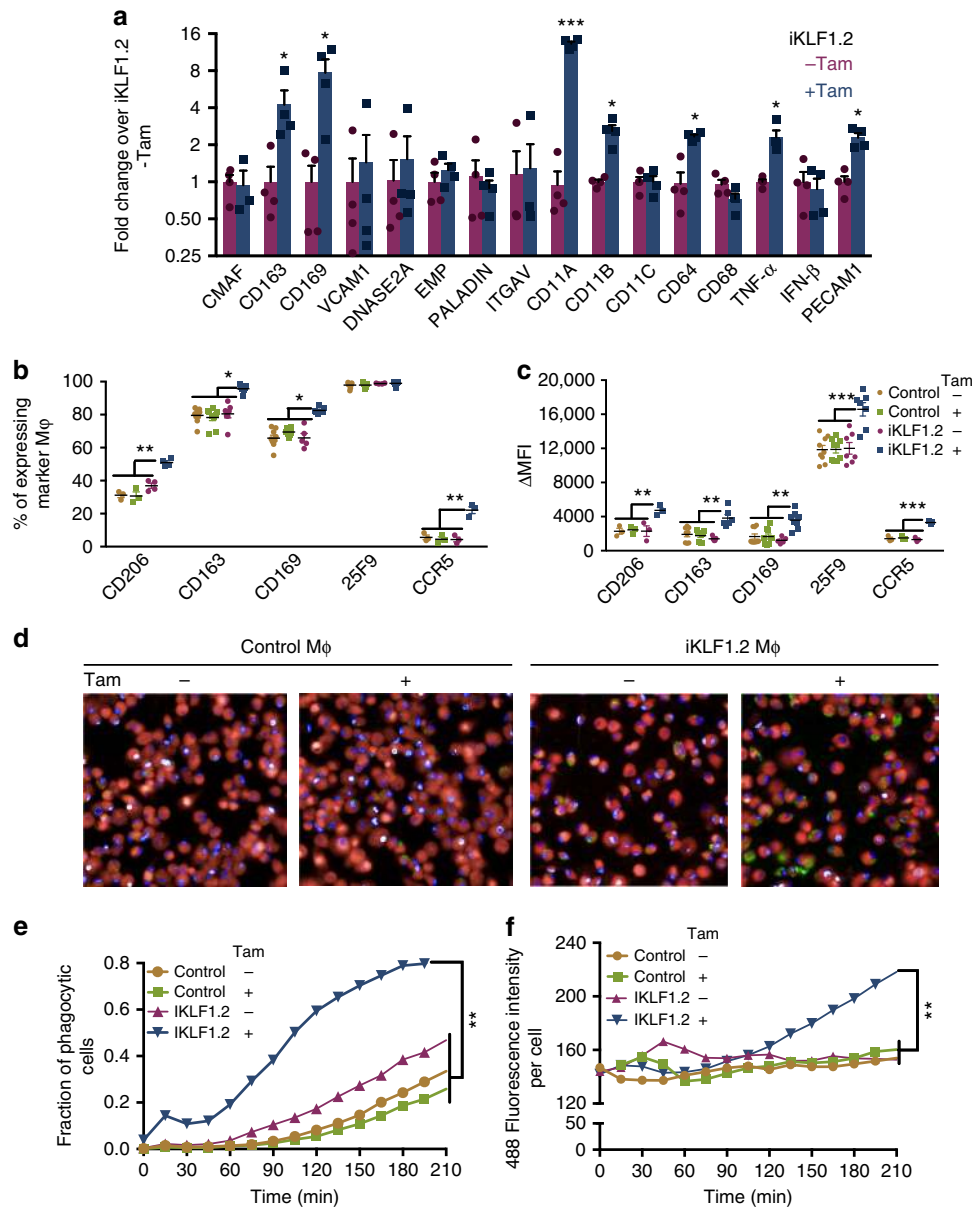 a
Fold change over iKLF1.2
-Tam
16
8
4
2
1
0.50
0.25
* * *** * * * *
iKLF1.2
–Tam
+Tam
CMAF CD163 CD169 VCAM1 DNASE2A EMP PALADIN ITGAV CD11A CD11B CD11C CD64 CD68 TNF-α IFN-β PECAM1
b
% of expressing
marker Mφ
100
80
60
40
20
0
** * * **
CD206 CD163 CD169 25F9 CCR5
c
ΔMFI
20,000
16,000
12,000
8000
4000
0
** ** ** *** ***
Tam
Control –
Control +
iKLF1.2 –
iKLF1.2 +
CD206 CD163 CD169 25F9 CCR5
d
Control Mφ iKLF1.2 Mφ
Tam – + – +
e
Fraction of phagocytic
cells
0.8
0.6
0.4
0.2
0.0
Tam
Control –
Control +
IKLF1.2 –
IKLF1.2 +
**
0 30 60 90 120 150 180 210
Time (min)
f
488 Fluorescence intensity
per cell
240
200
160
120
50
0
Tam
Control –
Control +
IKLF1.2 –
IKLF1.2 +
**
0 30 60 90 120 150 180 210
Time (min)